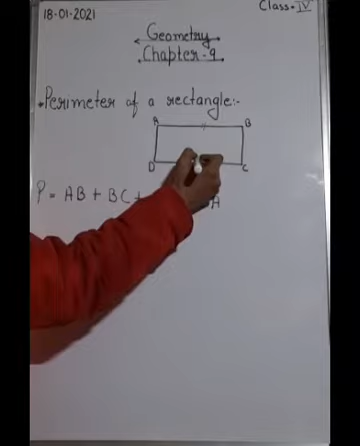 18-01-2021
Class-IV
Geometry
Chapter-9
Perimeter of a rectangle:-
A B
D C
P = AB + BC + A